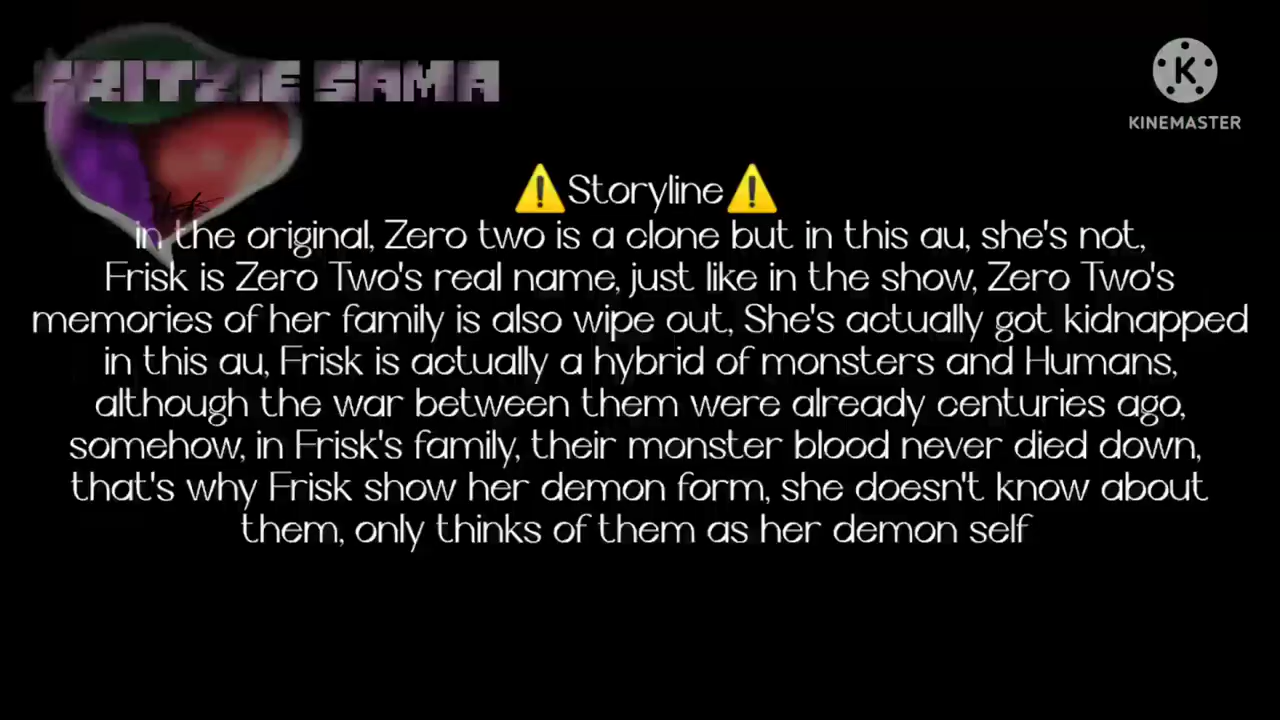 FRITZIE SAMA
KINEMASTER
⚠️Storyline⚠️
in the original, Zero two is a clone but in this au, she's not,
Frisk is Zero Two's real name, just like in the show, Zero Two's
memories of her family is also wipe out, She's actually got kidnapped
in this au, Frisk is actually a hybrid of monsters and Humans,
although the war between them were already centuries ago,
somehow, in Frisk's family, their monster blood never died down,
that's why Frisk show her demon form, she doesn't know about
them, only thinks of them as her demon self